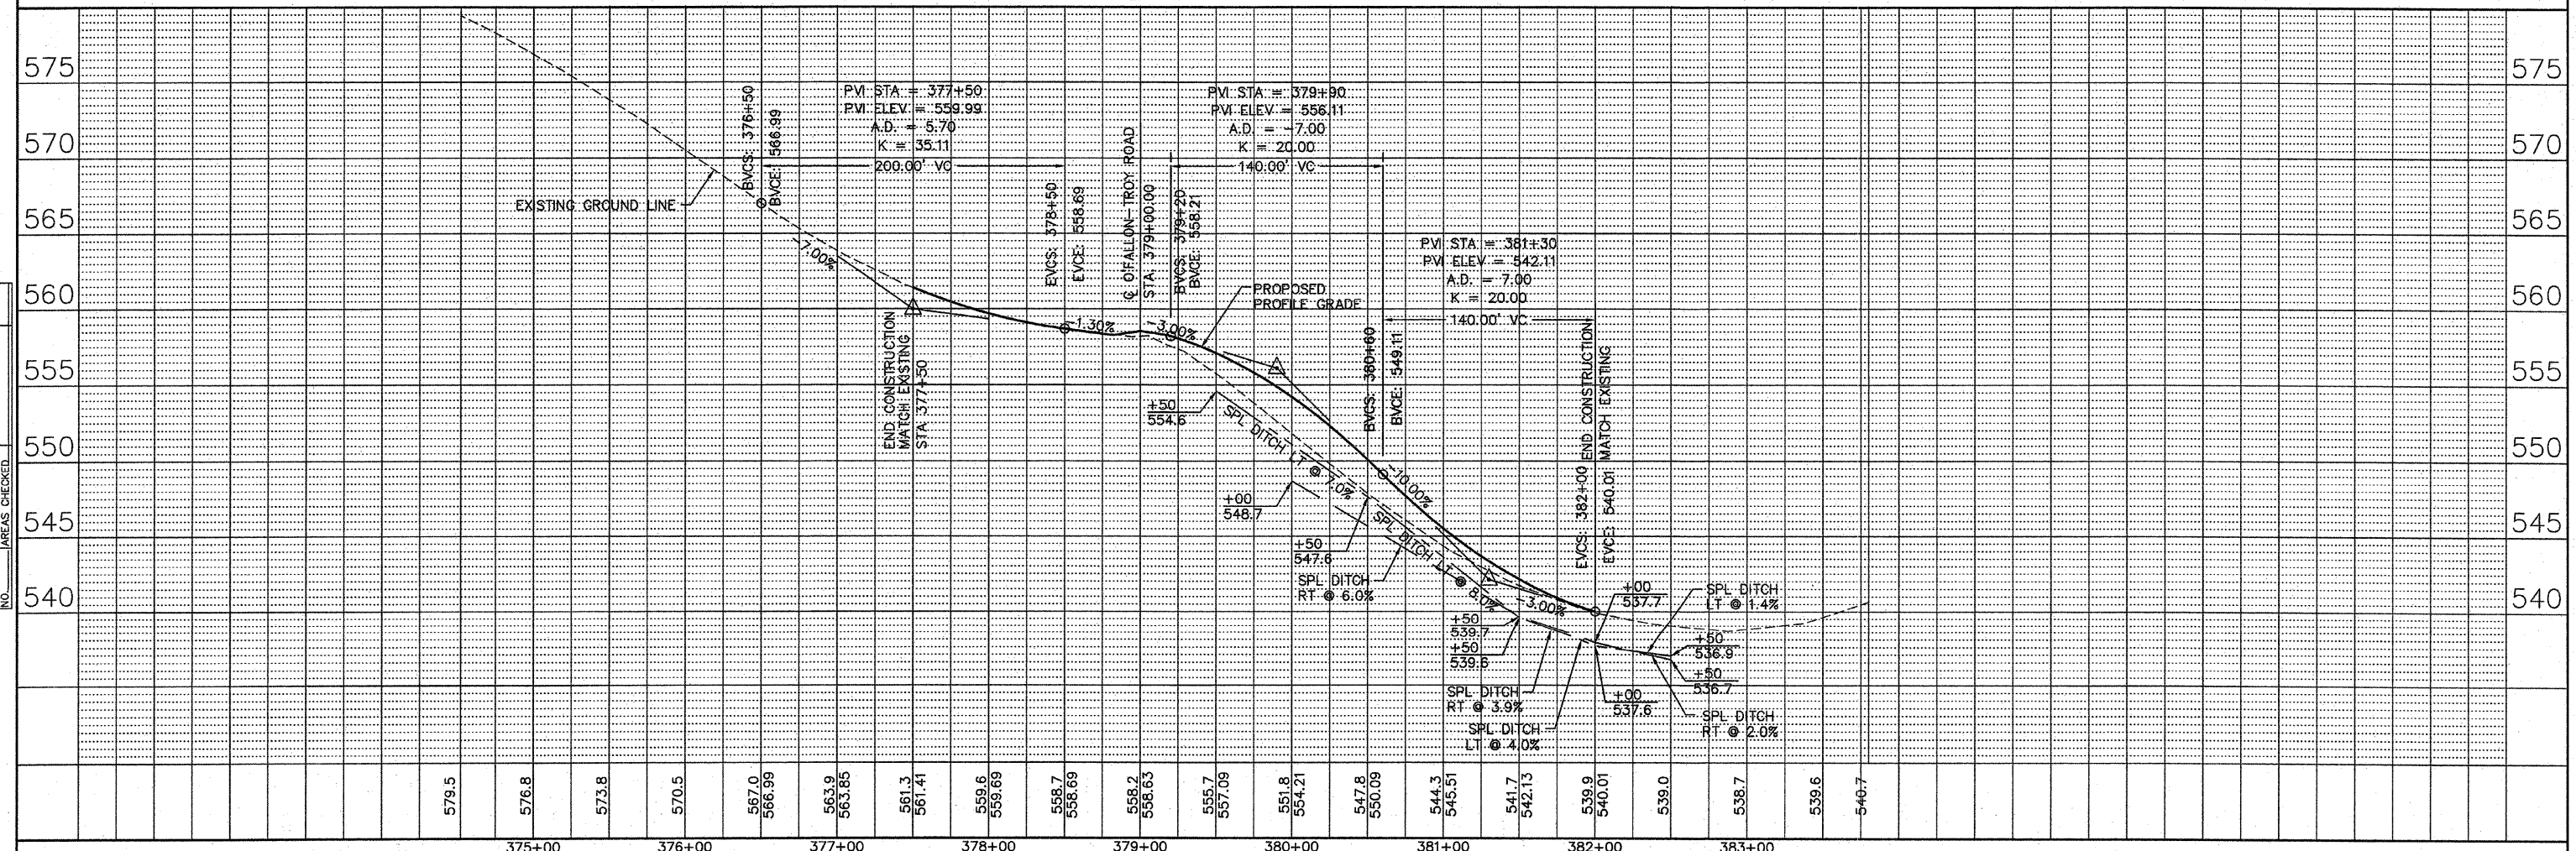 575
570
565
560
555
550
545
540
575
570
565
560
555
550
545
540
NO. AREAS CHECKED
EXISTING GROUND LINE
BVCS: 376+50
BVCE: 566.99
PVI STA = 377+50
PVI ELEV = 559.99
A.D. = 5.70
K = 35.11
200.00' VC
-7.00%
END CONSTRUCTION
MATCH EXISTING
STA 377+50
EVCS: 378+50
EVCE: 558.69
-1.30%
℄ O'FALLON-TROY ROAD
STA. 379+00.00
-3.00%
BVCS: 379+20
BVCE: 558.21
PVI STA = 379+90
PVI ELEV = 556.11
A.D. = -7.00
K = 20.00
140.00' VC
PROPOSED
PROFILE GRADE
BVCS: 380+60
BVCE: 549.11
PVI STA = 381+30
PVI ELEV = 542.11
A.D. = 7.00
K = 20.00
140.00' VC
-10.00%
EVCS: 382+00 END CONSTRUCTION
EVCE: 540.01 MATCH EXISTING
+50
554.6
SPL DITCH LT @ 7.0%
+00
548.7
+50
547.6
SPL DITCH
RT @ 6.0%
SPL DITCH LT @ 8.0%
-3.00%
+50
539.7
+50
539.6
+00
537.7
SPL DITCH
LT @ 1.4%
+50
536.9
+50
536.7
+00
537.6
SPL DITCH
RT @ 3.9%
SPL DITCH
LT @ 4.0%
SPL DITCH
RT @ 2.0%
579.5
576.8
573.8
570.5
567.0
566.99
563.9
563.85
561.3
561.41
559.6
559.69
558.7
558.69
558.2
558.63
555.7
557.09
551.8
554.21
547.8
550.09
544.3
545.51
541.7
542.13
539.9
540.01
539.0
538.7
539.6
540.7
375+00
376+00
377+00
378+00
379+00
380+00
381+00
382+00
383+00